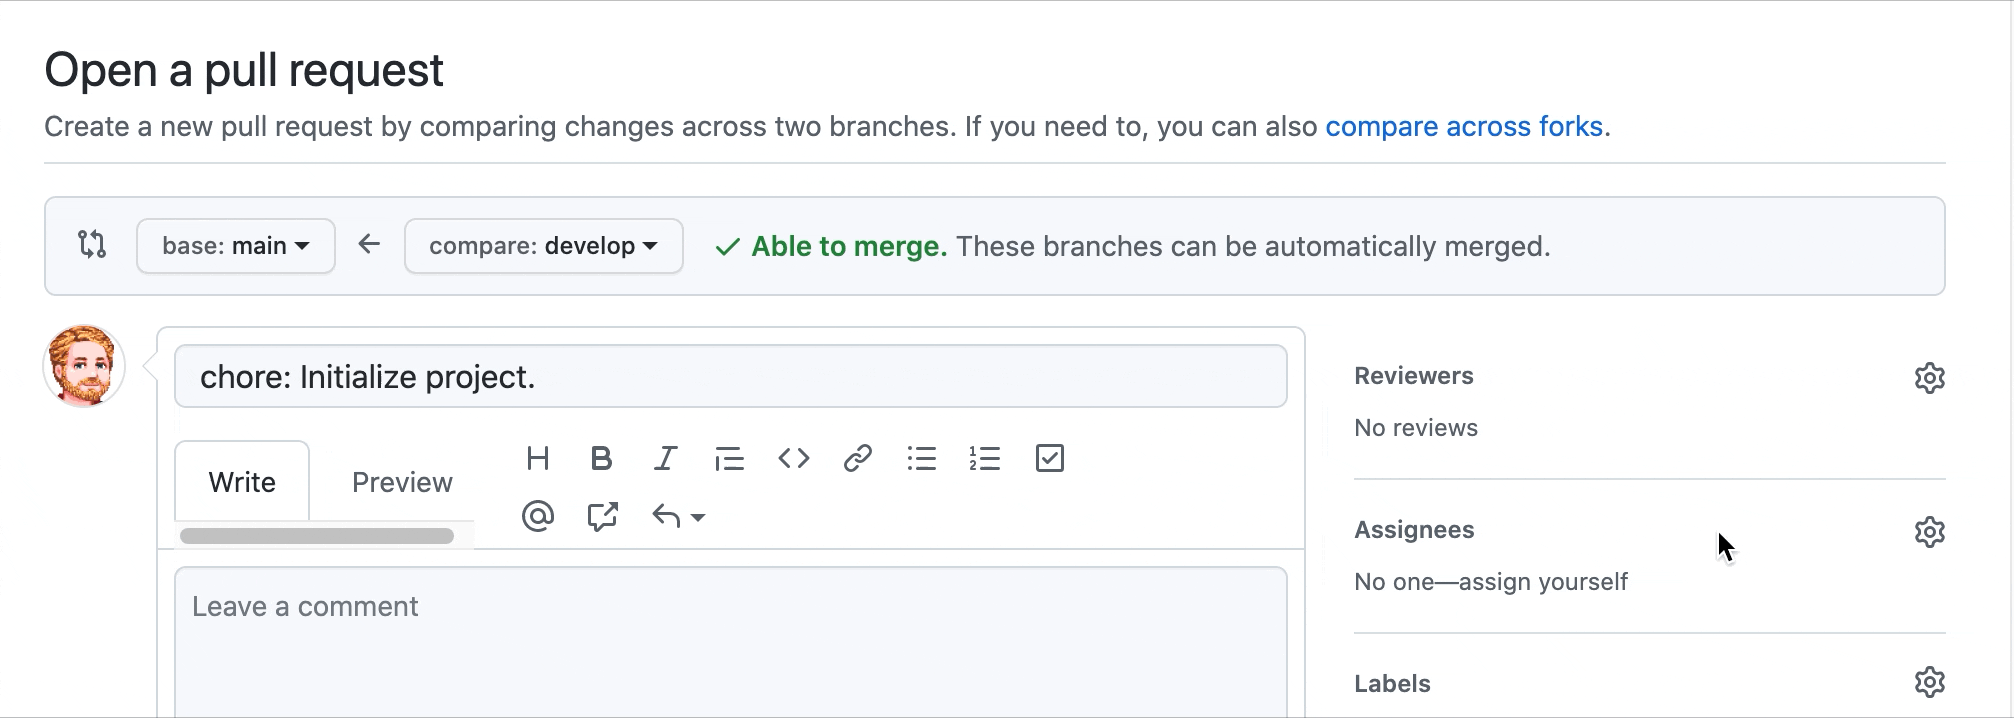 Open a pull request
Create a new pull request by comparing changes across two branches. If you need to, you can also compare across forks.
base: main
compare: develop
Able to merge. These branches can be automatically merged.
chore: Initialize project.
Write
Preview
Leave a comment
Reviewers
No reviews
Assignees
No one—assign yourself
Labels